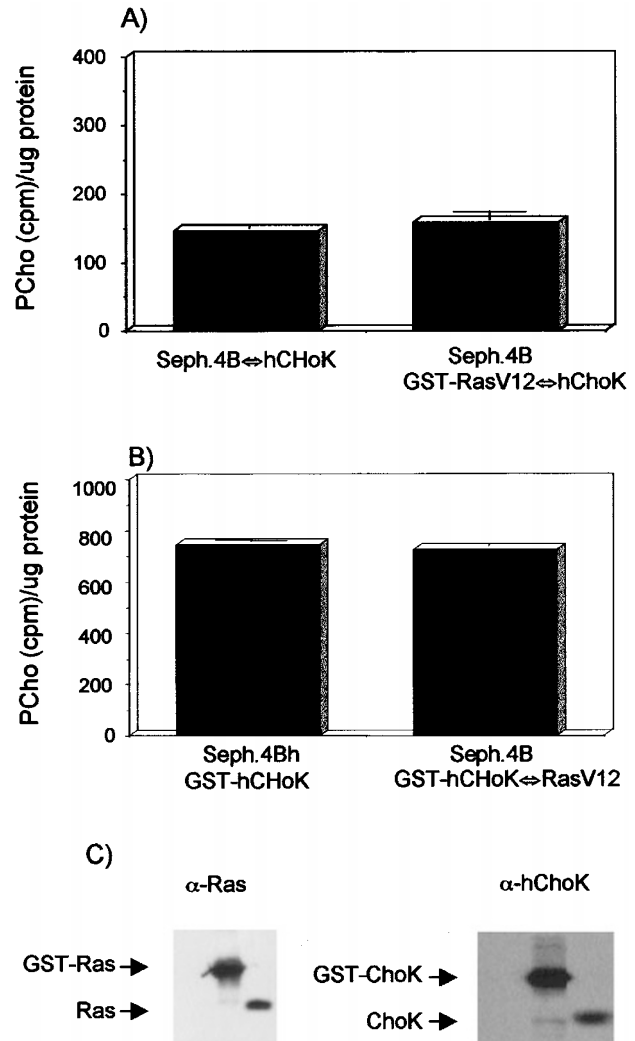 A)
PCho (cpm)/ug protein
400
300
200
100
0
Seph.4B⇔hCHoK
Seph.4B
GST-RasV12⇔hChoK
B)
PCho (cpm)/ug protein
1000
800
600
400
200
0
Seph.4Bh
GST-hCHoK
Seph.4B
GST-hCHoK⇔RasV12
C)
α-Ras
α-hChoK
GST-Ras
Ras
GST-ChoK
ChoK